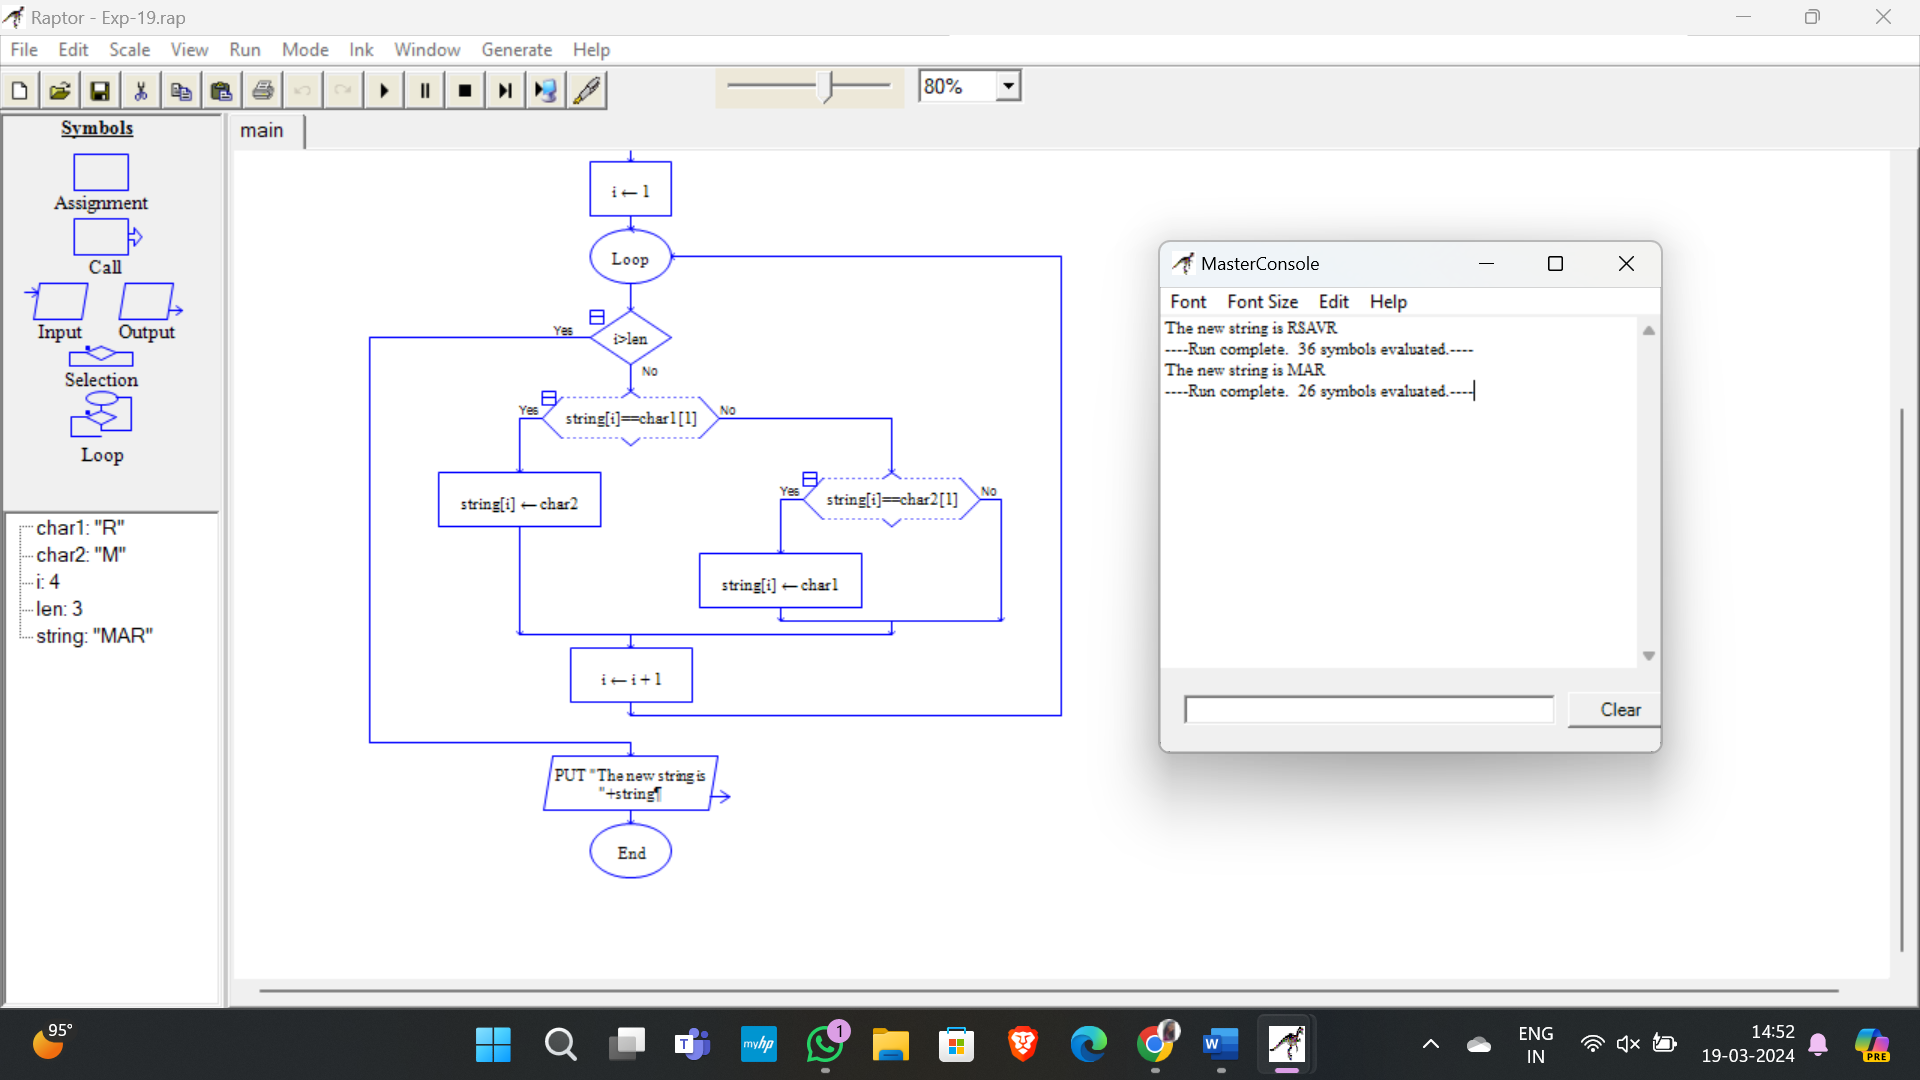 Raptor - Exp-19.rap
File Edit Scale View Run Mode Ink Window Generate Help
80%
Symbols
Assignment
Call
Input Output
Selection
Loop
char1: "R"
char2: "M"
i: 4
len: 3
string: "MAR"
main
i ← 1
Loop
Yes
i>len
No
Yes
string[i]==char1[1]
No
string[i] ← char2
Yes
string[i]==char2[1]
No
string[i] ← char1
i ← i + 1
PUT "The new string is
"+string¶
End
MasterConsole
Font Font Size Edit Help
The new string is RSAVR
----Run complete.  36 symbols evaluated.----
The new string is MAR
----Run complete.  26 symbols evaluated.----
Clear
95°
myhp
1
W
ENG
IN
14:52
19-03-2024
PRE